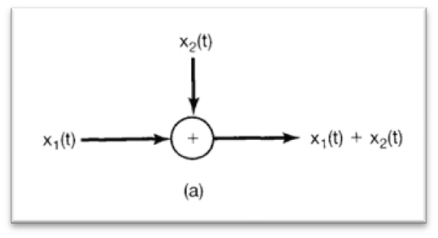 x₂(t)
x₁(t) + x₁(t) + x₂(t)
(a)